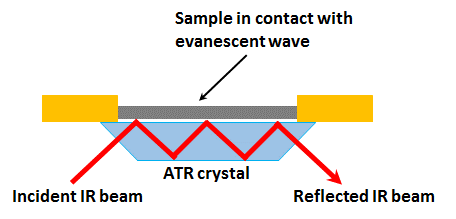 Sample in contact with
evanescent wave
ATR crystal
Incident IR beam
Reflected IR beam